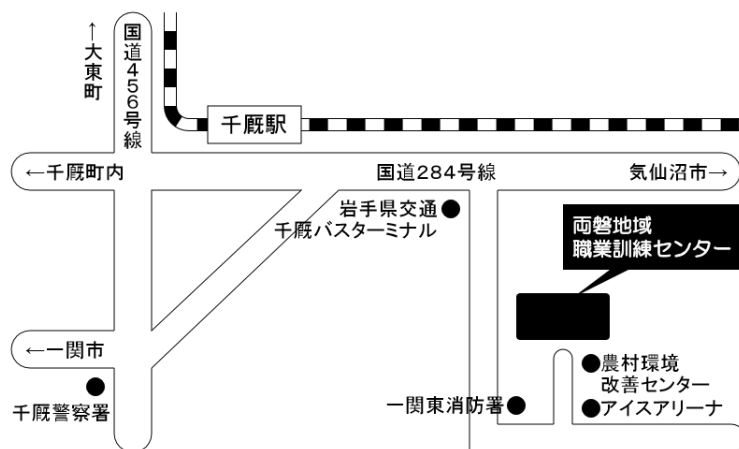 ↑大東町
国道456号線
千厩駅
←千厩町内
国道284号線
気仙沼市→
岩手県交通
千厩バスターミナル
両磐地域
職業訓練センター
←一関市
農村環境
改善センター
千厩警察署
一関東消防署
アイスアリーナ